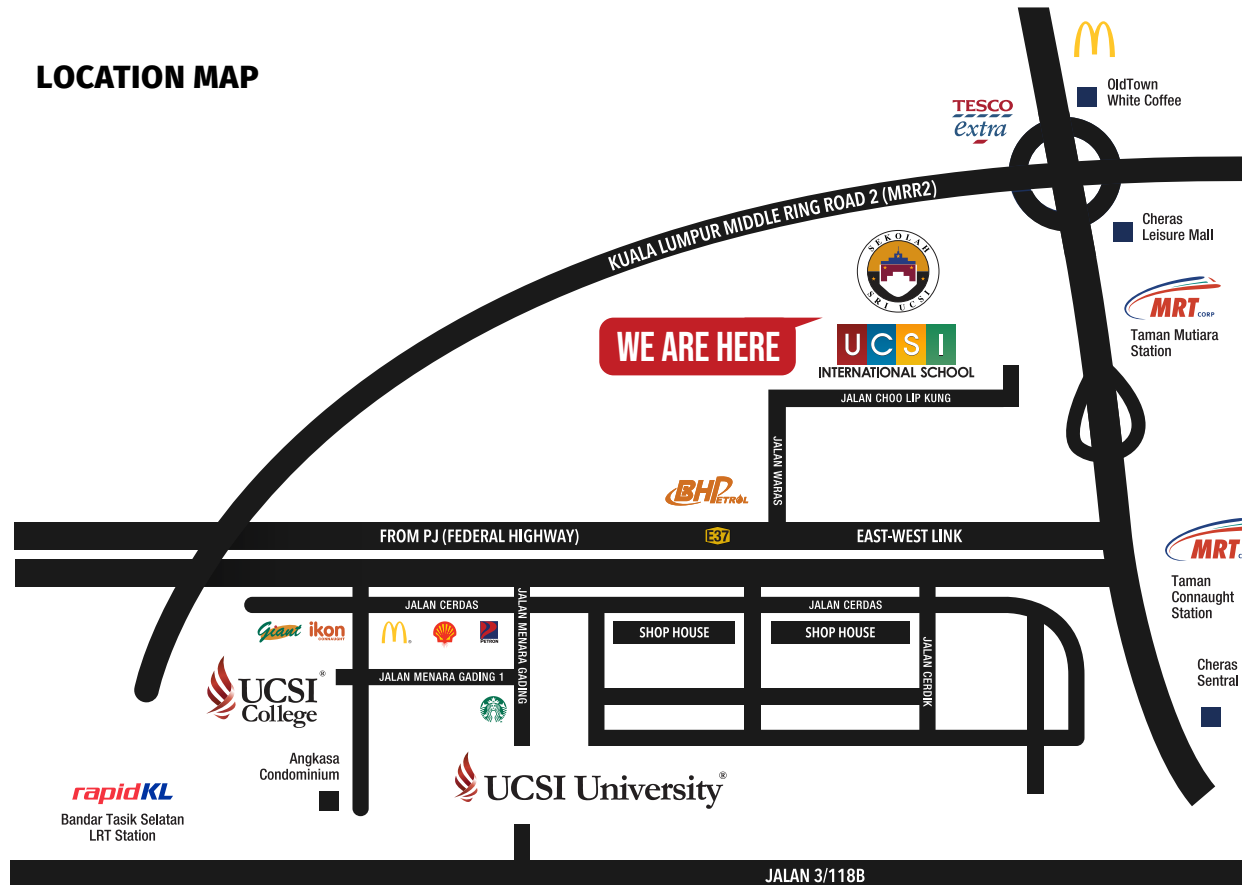 LOCATION MAP
OldTown
White Coffee
TESCO
extra
KUALA LUMPUR MIDDLE RING ROAD 2 (MRR2)
Cheras
Leisure Mall
SEKOLAH
SRI UCSI
MRT CORP
Taman Mutiara
Station
WE ARE HERE
UCSI
INTERNATIONAL SCHOOL
JALAN CHOO LIP KUNG
JALAN WARAS
BHPETROL
FROM PJ (FEDERAL HIGHWAY)
E37
EAST-WEST LINK
MRT
Taman
Connaught
Station
JALAN CERDAS
JALAN CERDAS
JALAN MENARA GADING
Giant
ikon
CONNAUGHT
PETRON
SHOP HOUSE
SHOP HOUSE
JALAN CERDIK
JALAN MENARA GADING 1
UCSI®
College
Cheras
Sentral
Angkasa
Condominium
UCSI University®
rapidKL
Bandar Tasik Selatan
LRT Station
JALAN 3/118B